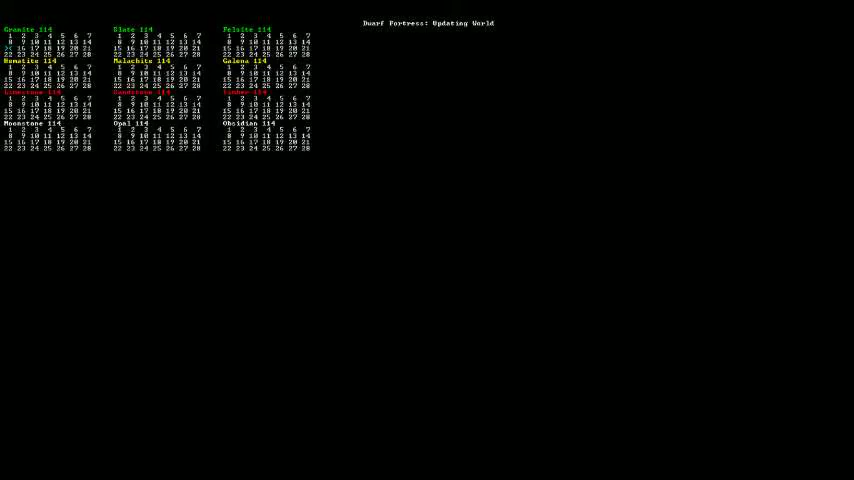 Dwarf Fortress: Updating World
Granite 114 Slate 114 Felsite 114
1 2 3 4 5 6 7 1 2 3 4 5 6 7 1 2 3 4 5 6 7
8 9 10 11 12 13 14 8 9 10 11 12 13 14 8 9 10 11 12 13 14
>< 16 17 18 19 20 21 15 16 17 18 19 20 21 15 16 17 18 19 20 21
22 23 24 25 26 27 28 22 23 24 25 26 27 28 22 23 24 25 26 27 28
Hematite 114 Malachite 114 Galena 114
1 2 3 4 5 6 7 1 2 3 4 5 6 7 1 2 3 4 5 6 7
8 9 10 11 12 13 14 8 9 10 11 12 13 14 8 9 10 11 12 13 14
15 16 17 18 19 20 21 15 16 17 18 19 20 21 15 16 17 18 19 20 21
22 23 24 25 26 27 28 22 23 24 25 26 27 28 22 23 24 25 26 27 28
Limestone 114 Sandstone 114 Timber 114
1 2 3 4 5 6 7 1 2 3 4 5 6 7 1 2 3 4 5 6 7
8 9 10 11 12 13 14 8 9 10 11 12 13 14 8 9 10 11 12 13 14
15 16 17 18 19 20 21 15 16 17 18 19 20 21 15 16 17 18 19 20 21
22 23 24 25 26 27 28 22 23 24 25 26 27 28 22 23 24 25 26 27 28
Moonstone 114 Opal 114 Obsidian 114
1 2 3 4 5 6 7 1 2 3 4 5 6 7 1 2 3 4 5 6 7
8 9 10 11 12 13 14 8 9 10 11 12 13 14 8 9 10 11 12 13 14
15 16 17 18 19 20 21 15 16 17 18 19 20 21 15 16 17 18 19 20 21
22 23 24 25 26 27 28 22 23 24 25 26 27 28 22 23 24 25 26 27 28